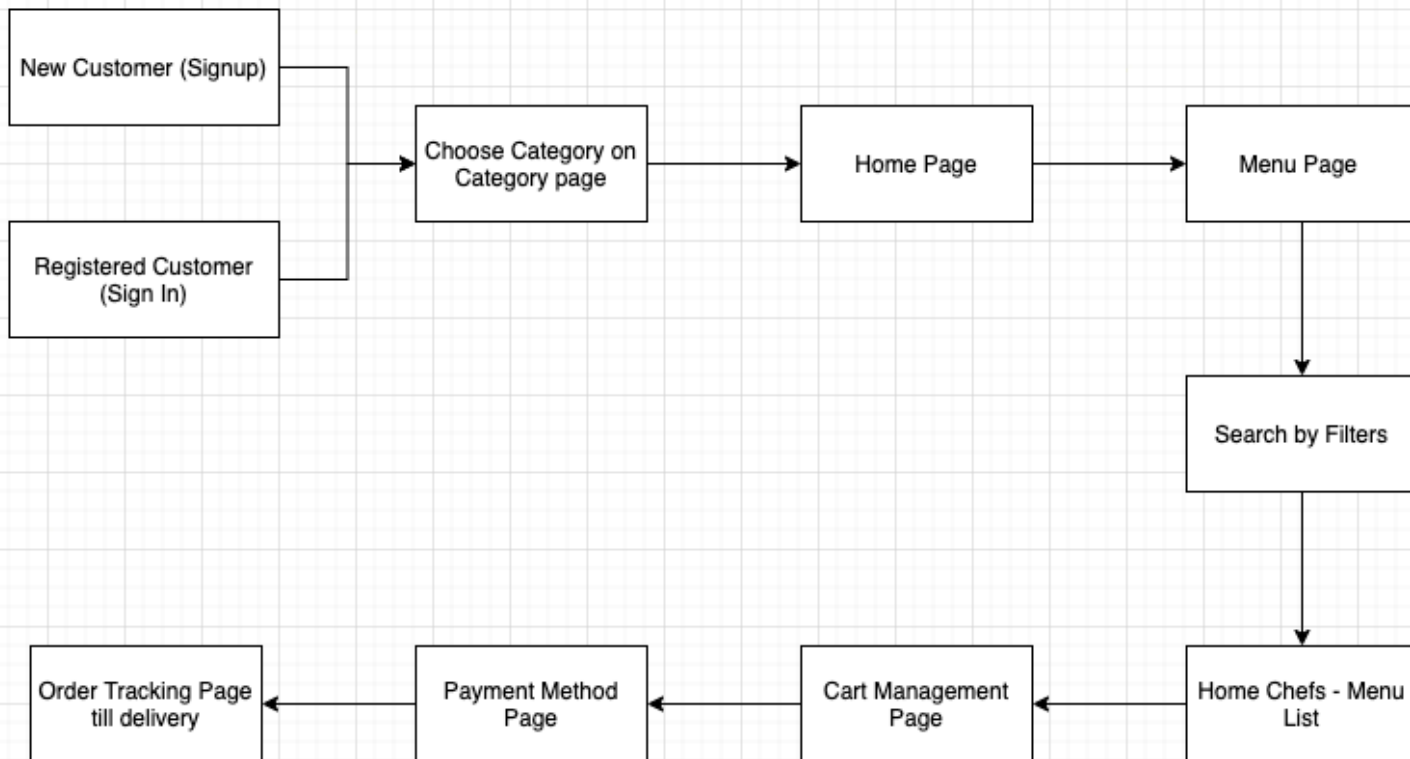 New Customer (Signup)
Choose Category on
Category page
Home Page
Menu Page
Registered Customer
(Sign In)
Search by Filters
Order Tracking Page
till delivery
Payment Method
Page
Cart Management
Page
Home Chefs - Menu
List